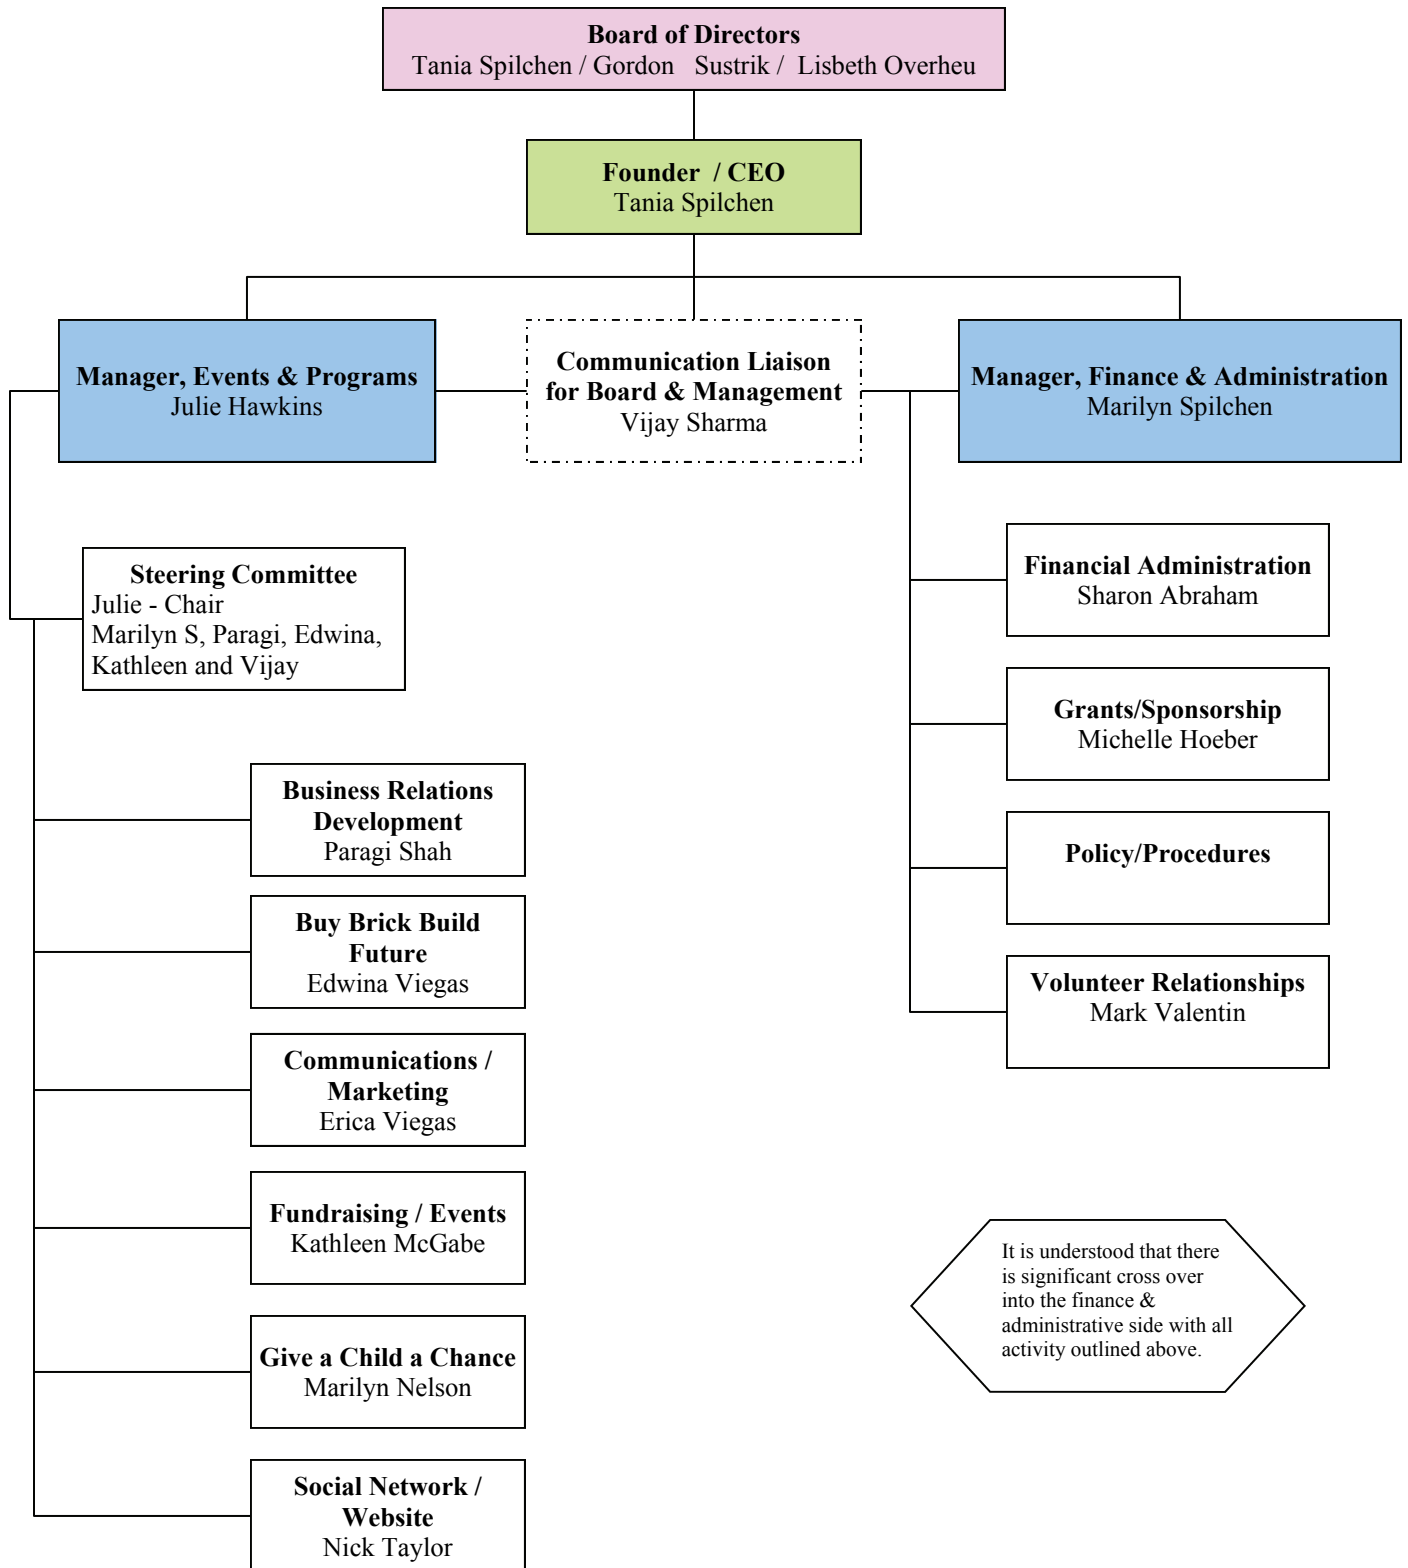 Board of Directors
Tania Spilchen / Gordon Sustrik / Lisbeth Overheu
Founder / CEO
Tania Spilchen
Manager, Events & Programs
Julie Hawkins
Communication Liaison
for Board & Management
Vijay Sharma
Manager, Finance & Administration
Marilyn Spilchen
Steering Committee
Julie - Chair
Marilyn S, Paragi, Edwina,
Kathleen and Vijay
Business Relations
Development
Paragi Shah
Buy Brick Build
Future
Edwina Viegas
Communications /
Marketing
Erica Viegas
Fundraising / Events
Kathleen McGabe
Give a Child a Chance
Marilyn Nelson
Social Network /
Website
Nick Taylor
Financial Administration
Sharon Abraham
Grants/Sponsorship
Michelle Hoeber
Policy/Procedures
Volunteer Relationships
Mark Valentin
It is understood that there
is significant cross over
into the finance &
administrative side with all
activity outlined above.